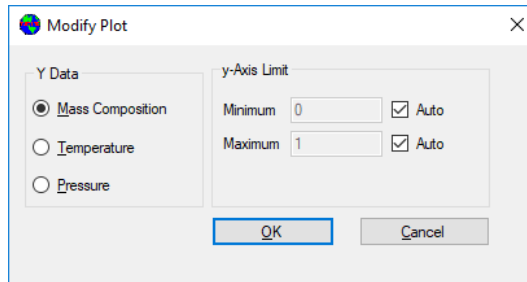 Modify Plot
Y Data
Mass Composition
Temperature
Pressure
y-Axis Limit
Minimum 0 Auto
Maximum 1 Auto
OK Cancel